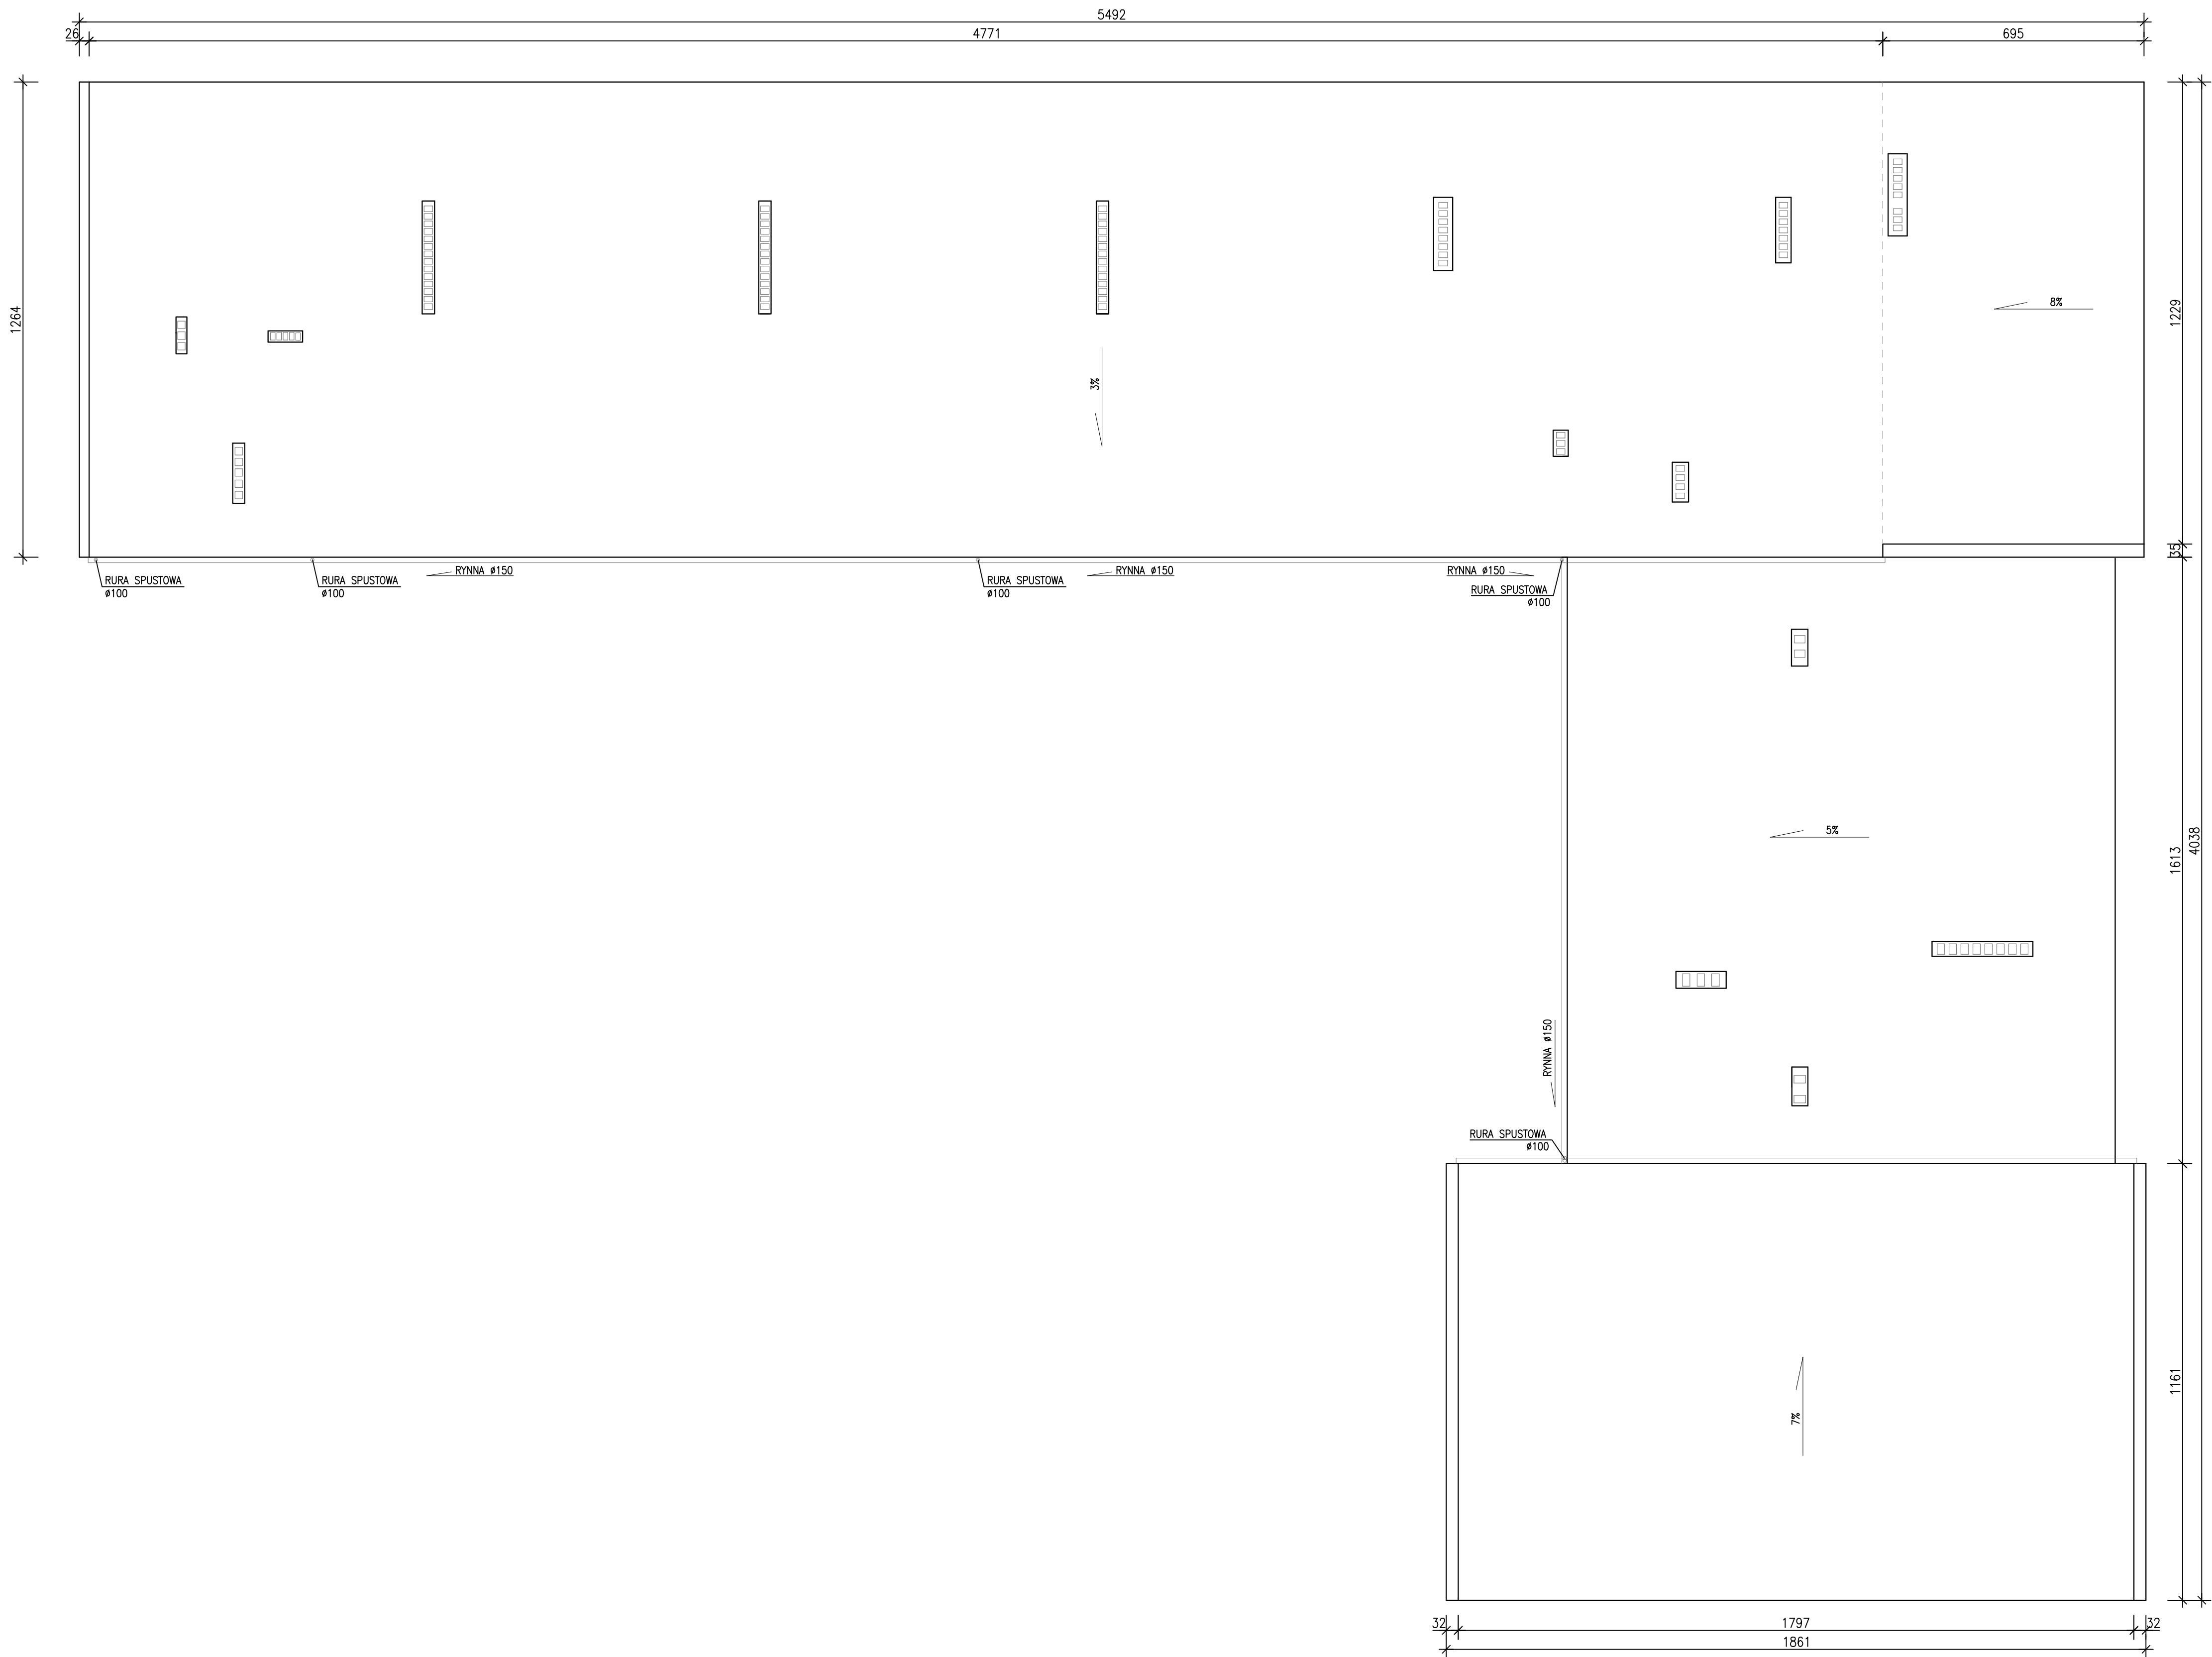 5492
26
4771
695
1264
1229
8%
3%
35
RYNNA ø150
RYNNA ø150
RYNNA ø150
RURA SPUSTOWA
ø100
RURA SPUSTOWA
ø100
RURA SPUSTOWA
ø100
RURA SPUSTOWA
ø100
5%
1613
4038
RYNNA ø150
RURA SPUSTOWA
ø100
1161
7%
32
1797
32
1861